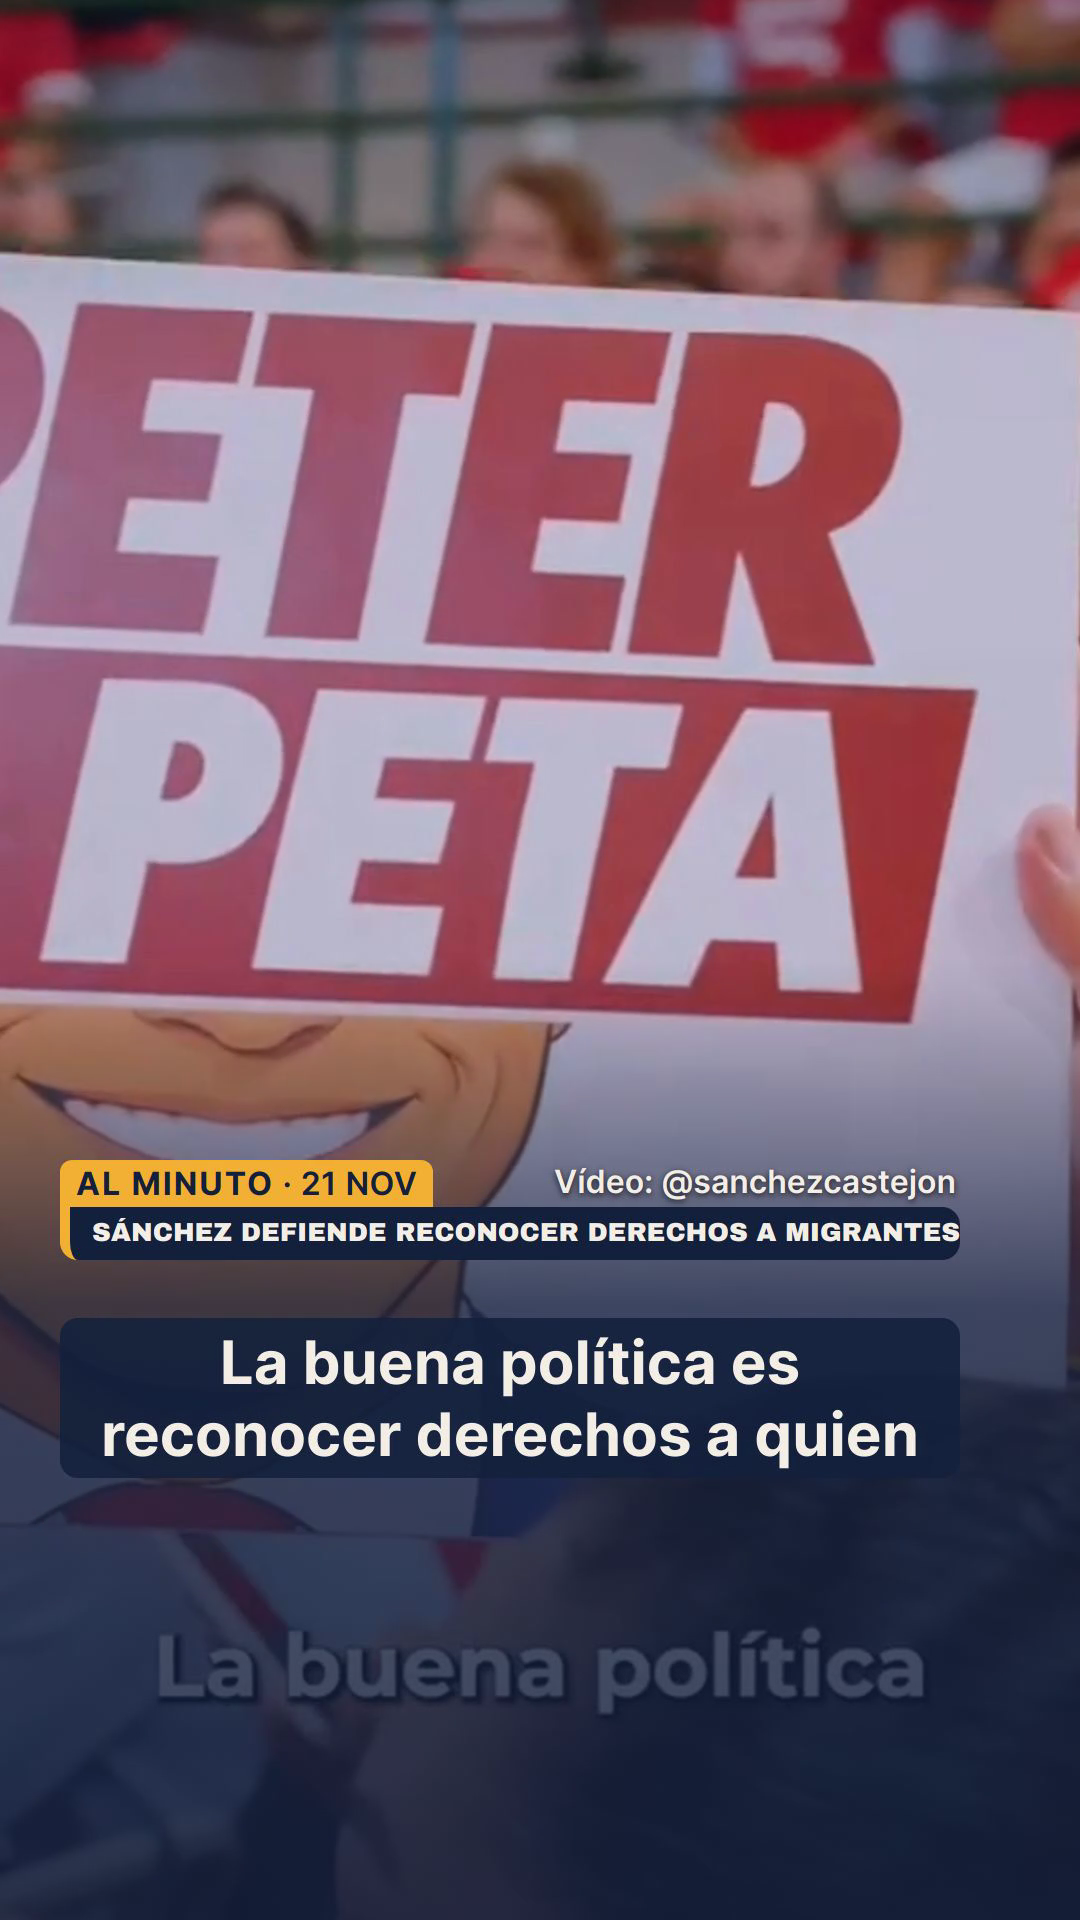 PETER
PETA
AL MINUTO · 21 NOV
Vídeo: @sanchezcastejon
SÁNCHEZ DEFIENDE RECONOCER DERECHOS A MIGRANTES
La buena política es
reconocer derechos a quien
La buena política